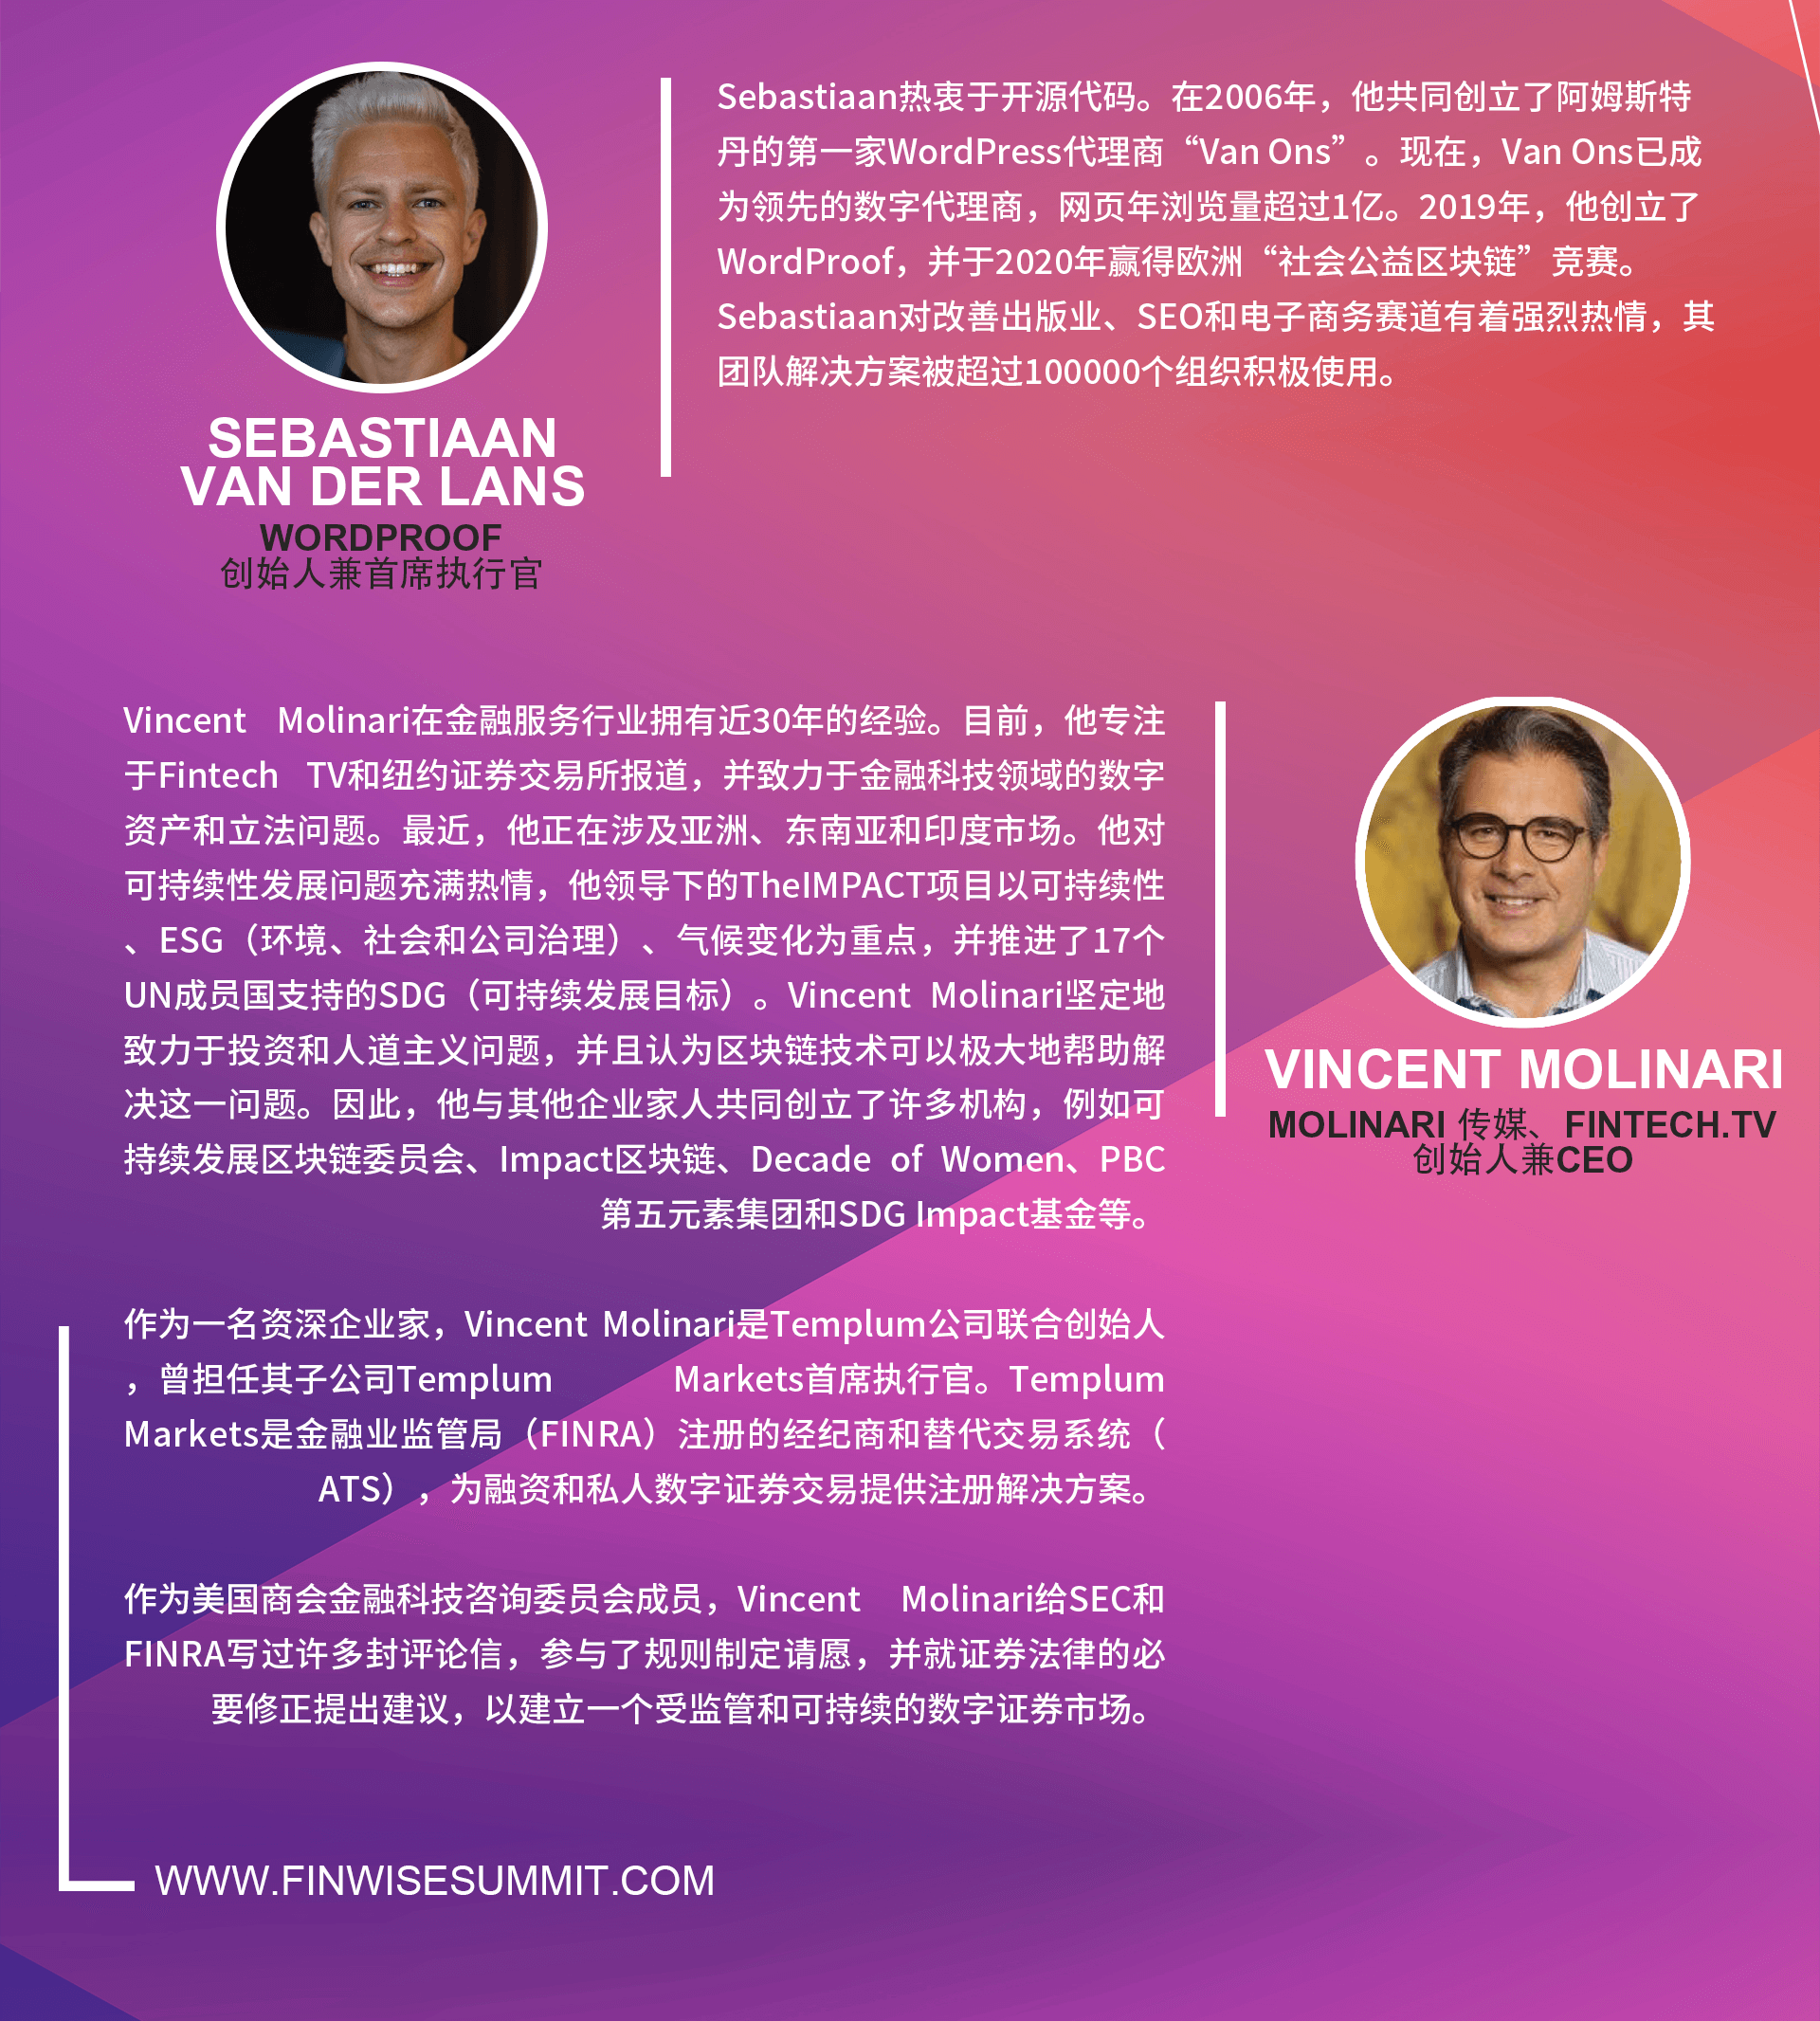 Sebastiaan热衷于开源代码。在2006年，他共同创立了阿姆斯特
丹的第一家WordPress代理商“Van Ons”。现在，Van Ons已成
为领先的数字代理商，网页年浏览量超过1亿。2019年，他创立了
WordProof，并于2020年赢得欧洲“社会公益区块链”竞赛。
Sebastiaan对改善出版业、SEO和电子商务赛道有着强烈热情，其
团队解决方案被超过100000个组织积极使用。
SEBASTIAAN
VAN DER LANS
WORDPROOF
创始人兼首席执行官
Vincent Molinari在金融服务行业拥有近30年的经验。目前，他专注
于Fintech TV和纽约证券交易所报道，并致力于金融科技领域的数字
资产和立法问题。最近，他正在涉及亚洲、东南亚和印度市场。他对
可持续性发展问题充满热情，他领导下的TheIMPACT项目以可持续性
、ESG（环境、社会和公司治理）、气候变化为重点，并推进了17个
UN成员国支持的SDG（可持续发展目标）。Vincent Molinari坚定地
致力于投资和人道主义问题，并且认为区块链技术可以极大地帮助解
决这一问题。因此，他与其他企业家人共同创立了许多机构，例如可
持续发展区块链委员会、Impact区块链、Decade of Women、PBC
第五元素集团和SDG Impact基金等。
VINCENT MOLINARI
MOLINARI 传媒、FINTECH.TV
创始人兼CEO
作为一名资深企业家，Vincent Molinari是Templum公司联合创始人
，曾担任其子公司Templum Markets首席执行官。Templum
Markets是金融业监管局（FINRA）注册的经纪商和替代交易系统（
ATS），为融资和私人数字证券交易提供注册解决方案。
作为美国商会金融科技咨询委员会成员，Vincent Molinari给SEC和
FINRA写过许多封评论信，参与了规则制定请愿，并就证券法律的必
要修正提出建议，以建立一个受监管和可持续的数字证券市场。
WWW.FINWISESUMMIT.COM